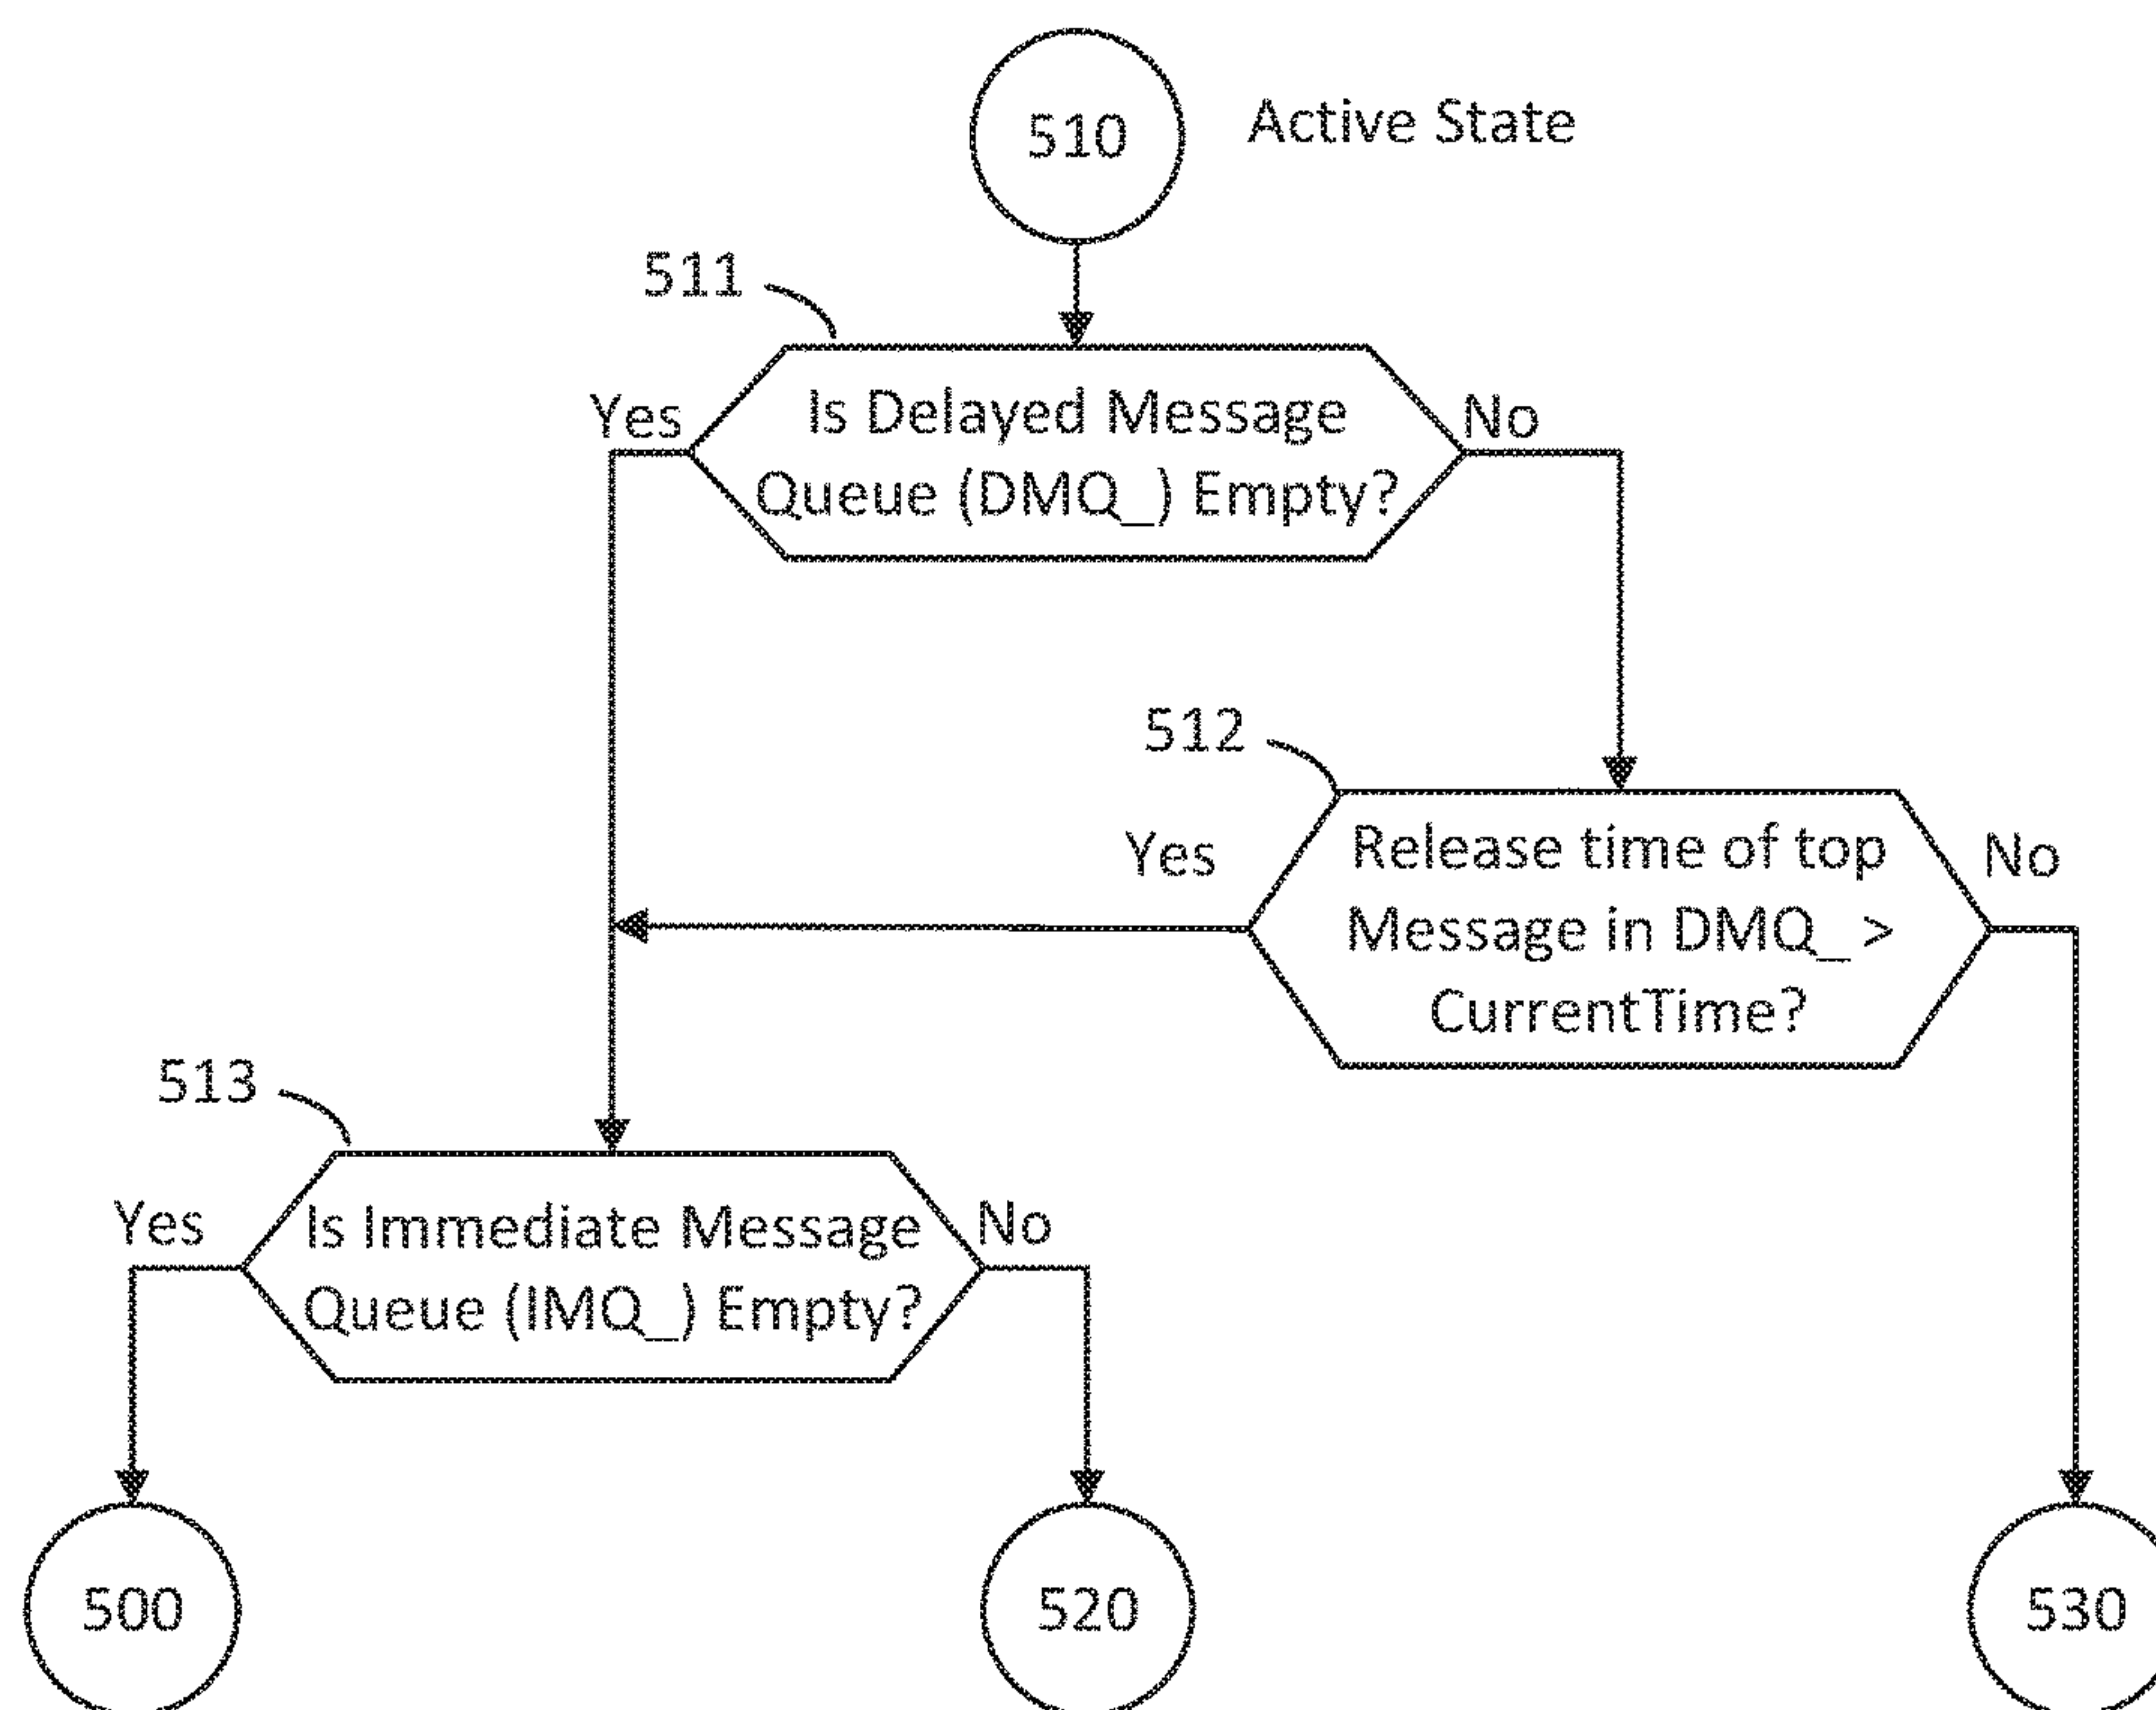 510
Active State
511
Yes
Is Delayed Message
Queue (DMQ_) Empty?
No
512
Yes
Release time of top
Message in DMQ_ >
CurrentTime?
No
513
Yes
Is Immediate Message
Queue (IMQ_) Empty?
No
500
520
530